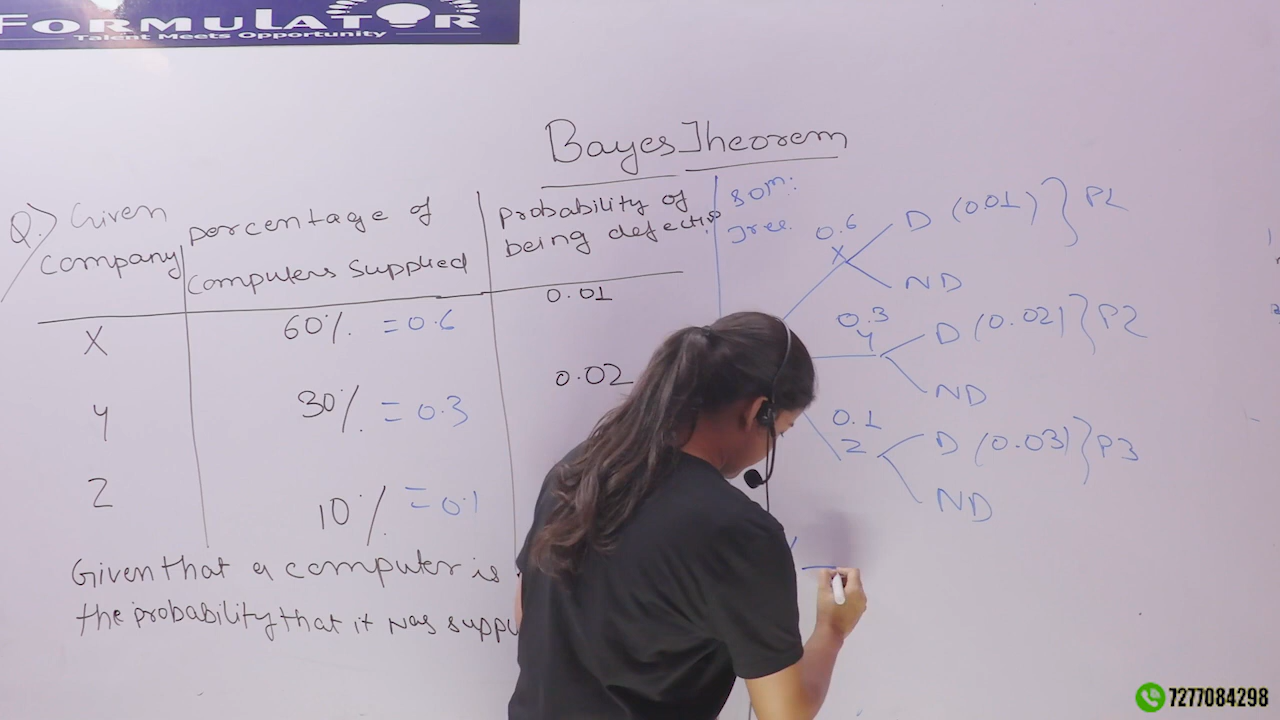 FORMULATOR
Talent Meets Opportunity
Bayes Theorem
Q.) Given
Company
percentage of
Computers Supplied
probability of
being defective
X
60% = 0.6
0.01
Y
30% = 0.3
0.02
Z
10% = 0.1
Given that a computer is
the probability that it was
Som:
Tree.
0.6
X
D (0.01) } P1
ND
0.3
Y
D (0.02) } P2
ND
0.1
Z
D (0.03) } P3
ND
7277084298